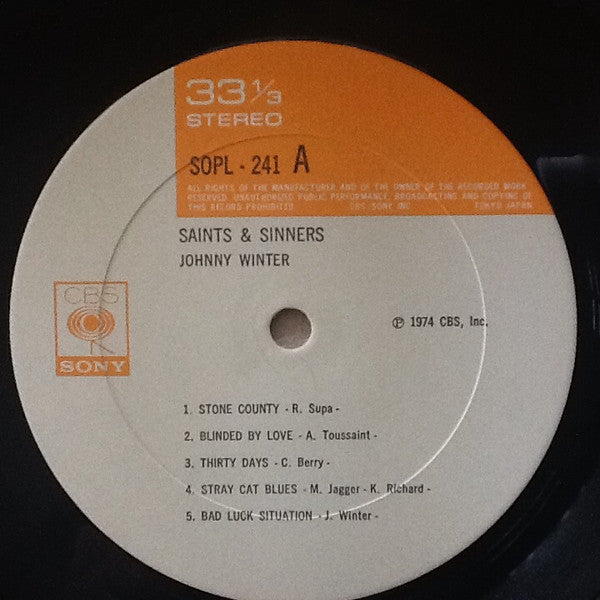 33 1/3
STEREO
SOPL - 241 A
ALL RIGHTS OF THE MANUFACTURER AND OF THE OWNER OF THE RECORDED WORK
RESERVED. UNAUTHORIZED PUBLIC PERFORMANCE, BROADCASTING AND COPYING OF
THIS RECORD PROHIBITED CBS SONY INC. TOKYO JAPAN
SAINTS & SINNERS
JOHNNY WINTER
CBS
SONY
℗ 1974 CBS, Inc.
1. STONE COUNTY - R. Supa -
2. BLINDED BY LOVE - A. Toussaint -
3. THIRTY DAYS - C. Berry -
4. STRAY CAT BLUES - M. Jagger - K. Richard -
5. BAD LUCK SITUATION - J. Winter -